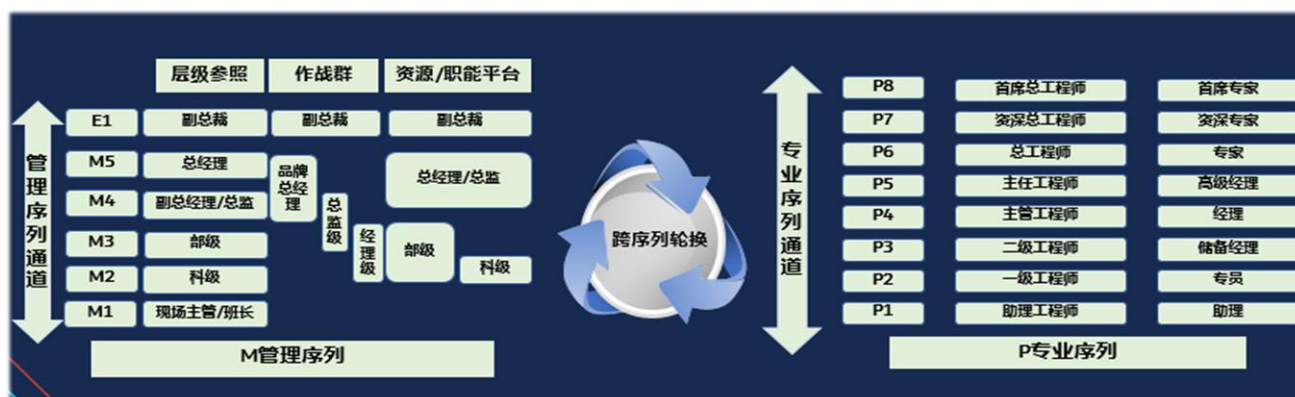 层级参照 作战群 资源/职能平台
管理序列通道
E1 副总裁 副总裁 副总裁
M5 总经理 品牌总经理 总经理/总监
M4 副总经理/总监 总监级
M3 部级 经理级 部级
M2 科级 科级
M1 现场主管/班长
M管理序列
跨序列轮换
专业序列通道
P8 首席总工程师 首席专家
P7 资深总工程师 资深专家
P6 总工程师 专家
P5 主任工程师 高级经理
P4 主管工程师 经理
P3 二级工程师 储备经理
P2 一级工程师 专员
P1 助理工程师 助理
P专业序列